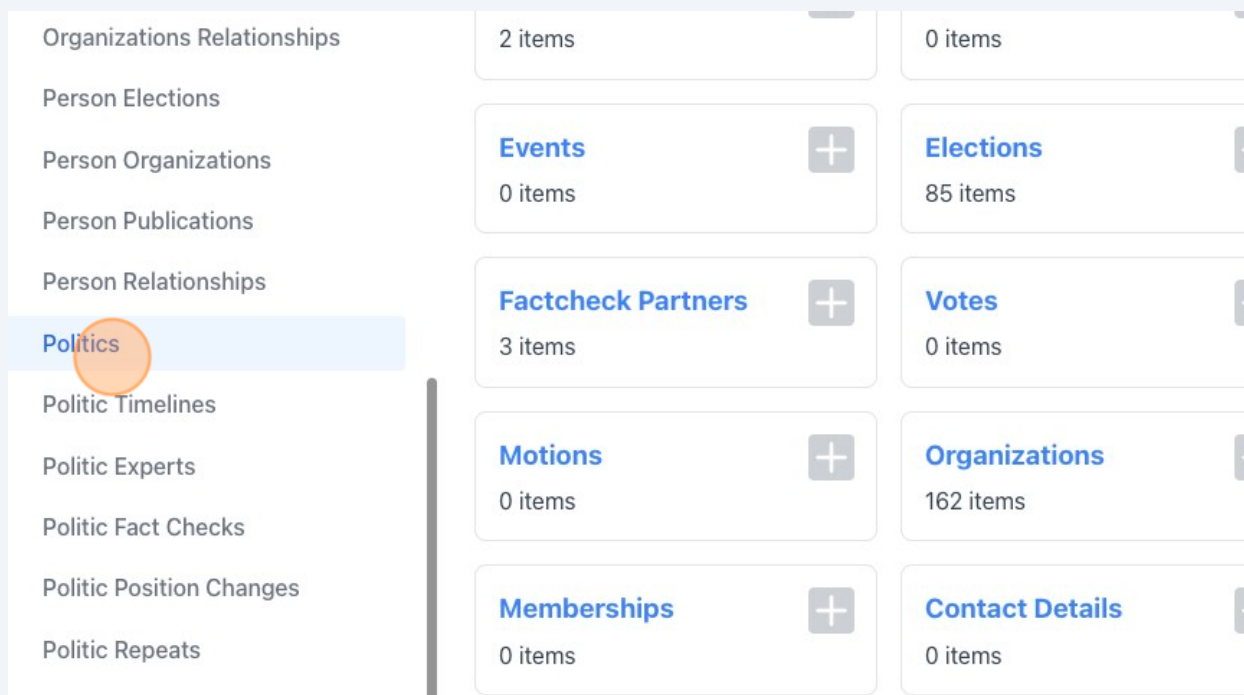 Organizations Relationships
Person Elections
Person Organizations
Person Publications
Person Relationships
Politics
Politic Timelines
Politic Experts
Politic Fact Checks
Politic Position Changes
Politic Repeats
2 items
0 items
Events
0 items
Elections
85 items
Factcheck Partners
3 items
Votes
0 items
Motions
0 items
Organizations
162 items
Memberships
0 items
Contact Details
0 items